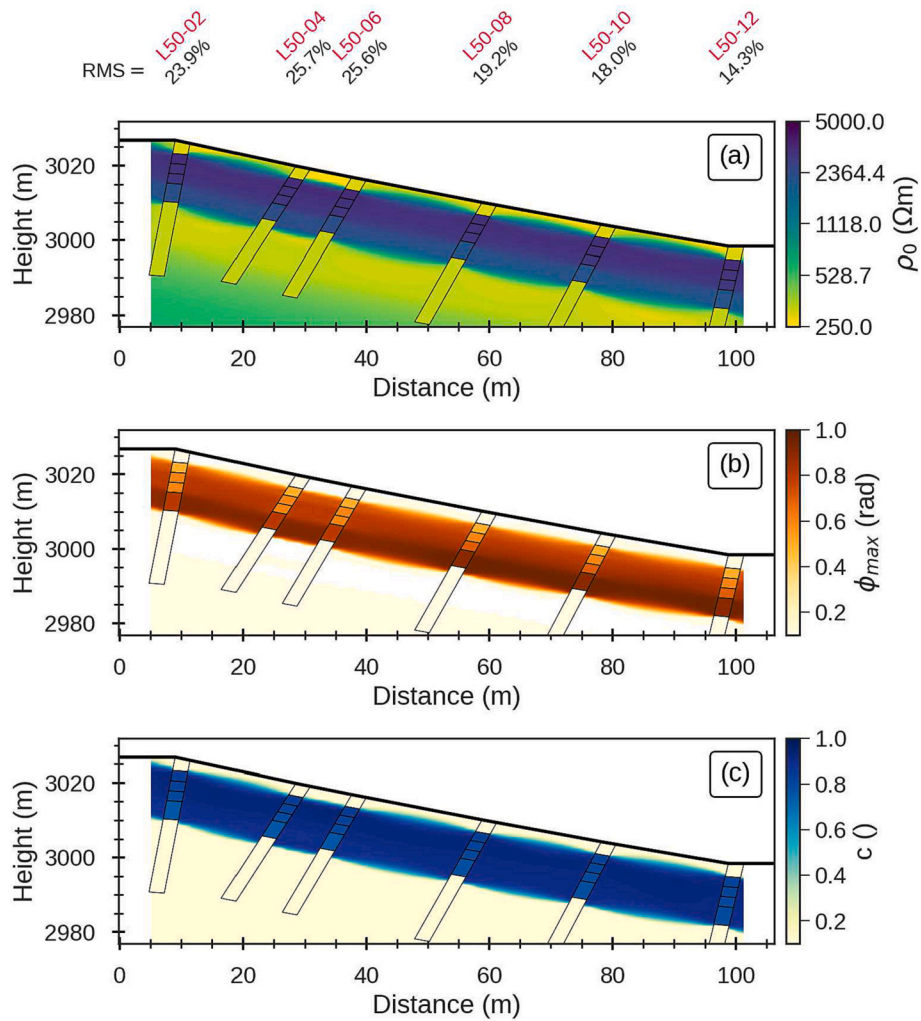 L50-02 L50-04 L50-06 L50-08 L50-10 L50-12
RMS = 23.9% 25.7% 25.6% 19.2% 18.0% 14.3%
(a)
Height (m)
3020
3000
2980
0 20 40 60 80 100
Distance (m)
5000.0
2364.4
1118.0
528.7
250.0
ρ0 (Ωm)
(b)
Height (m)
3020
3000
2980
0 20 40 60 80 100
Distance (m)
1.0
0.8
0.6
0.4
0.2
ϕmax (rad)
(c)
Height (m)
3020
3000
2980
0 20 40 60 80 100
Distance (m)
1.0
0.8
0.6
0.4
0.2
c ()